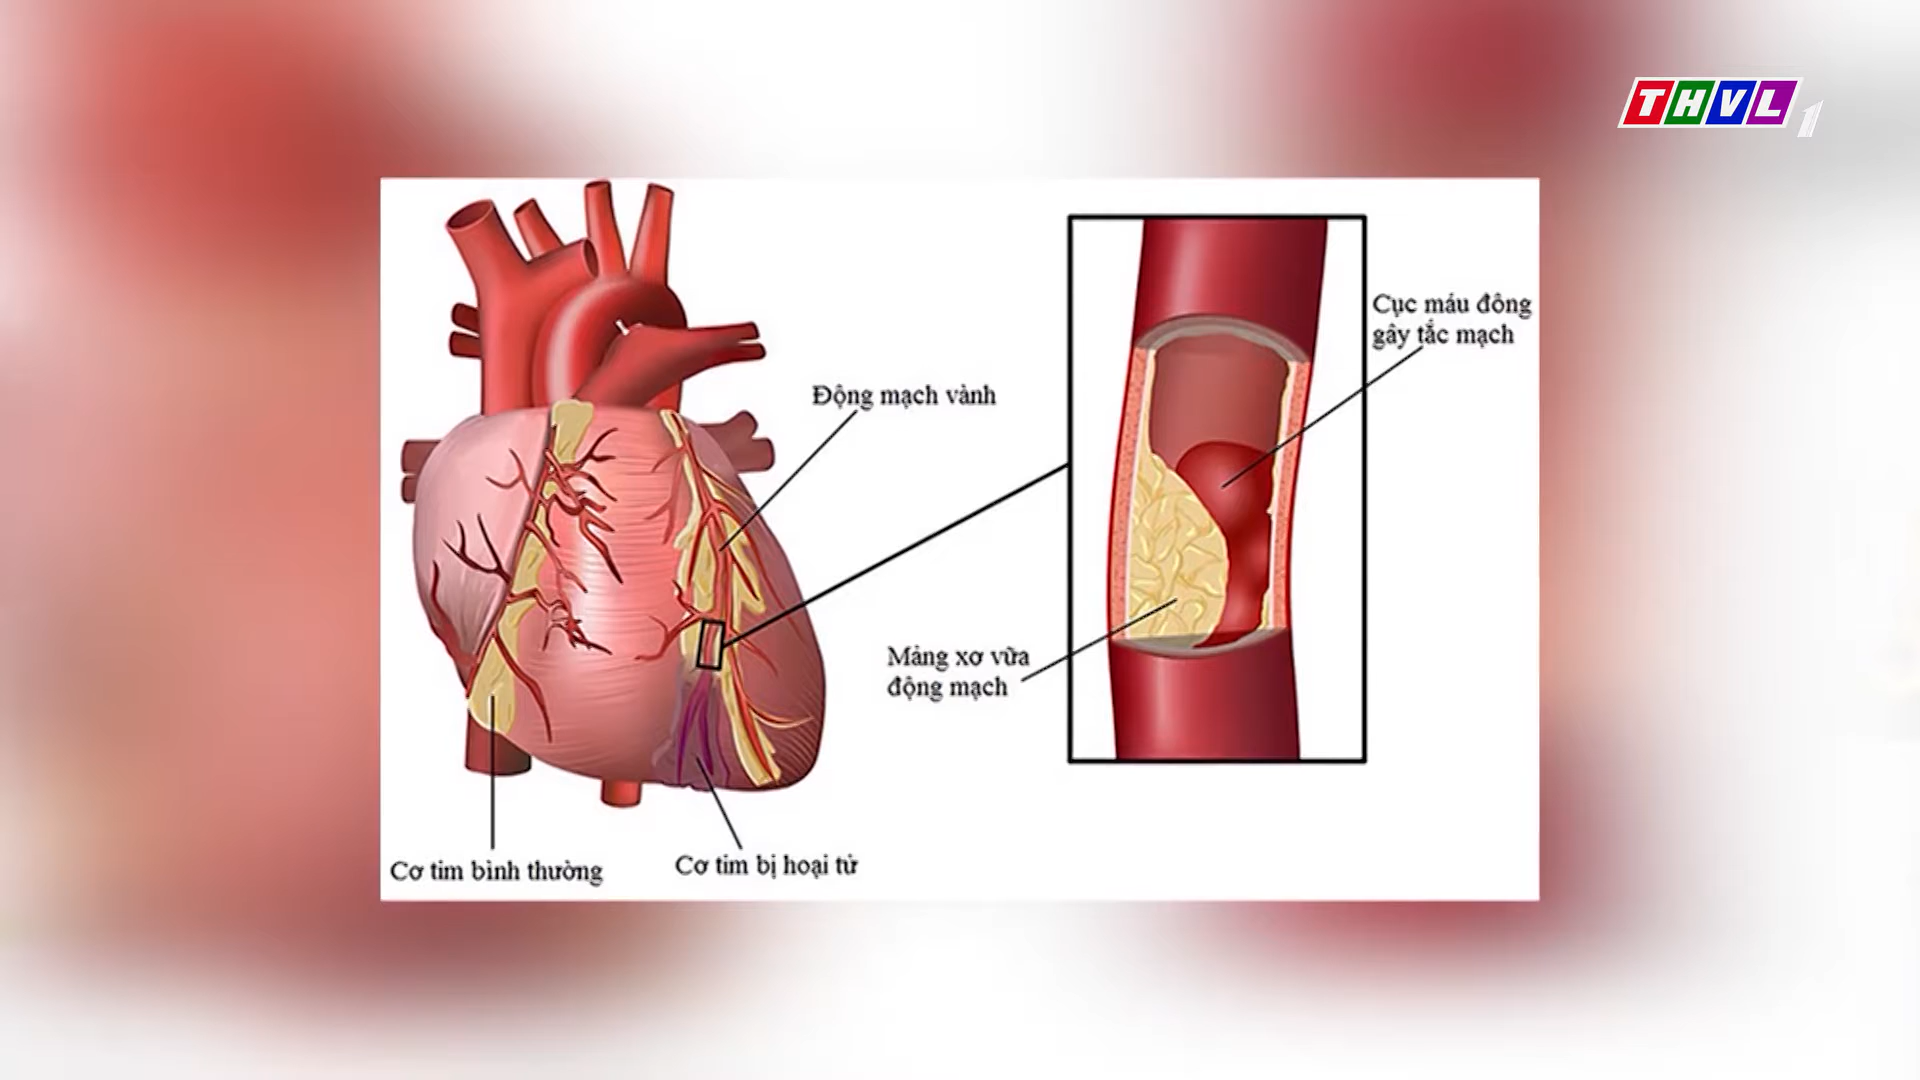 THVL 1
Cục máu đông
gây tắc mạch
Động mạch vành
Mảng xơ vữa
động mạch
Cơ tim bình thường
Cơ tim bị hoại tử